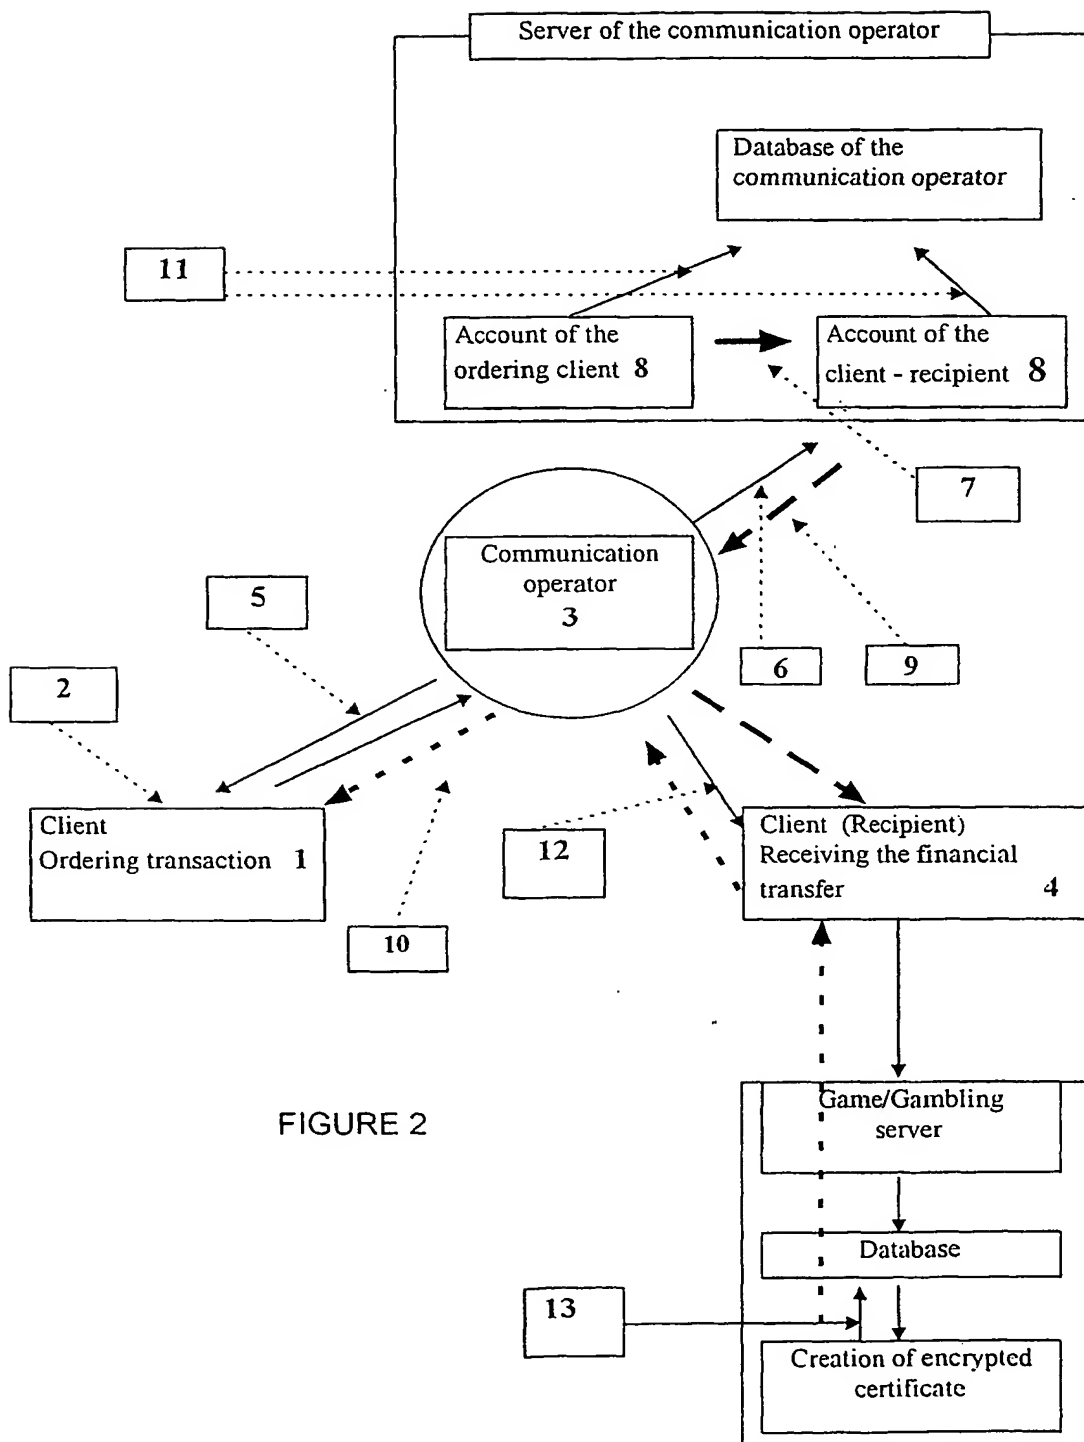 Server of the communication operator
Database of the
communication operator
11
Account of the
ordering client 8
Account of the
client - recipient 8
7
Communication
operator
3
5
6
9
2
Client
Ordering transaction 1
12
Client (Recipient)
Receiving the financial
transfer 4
10
Game/Gambling
server
FIGURE 2
Database
13
Creation of encrypted
certificate